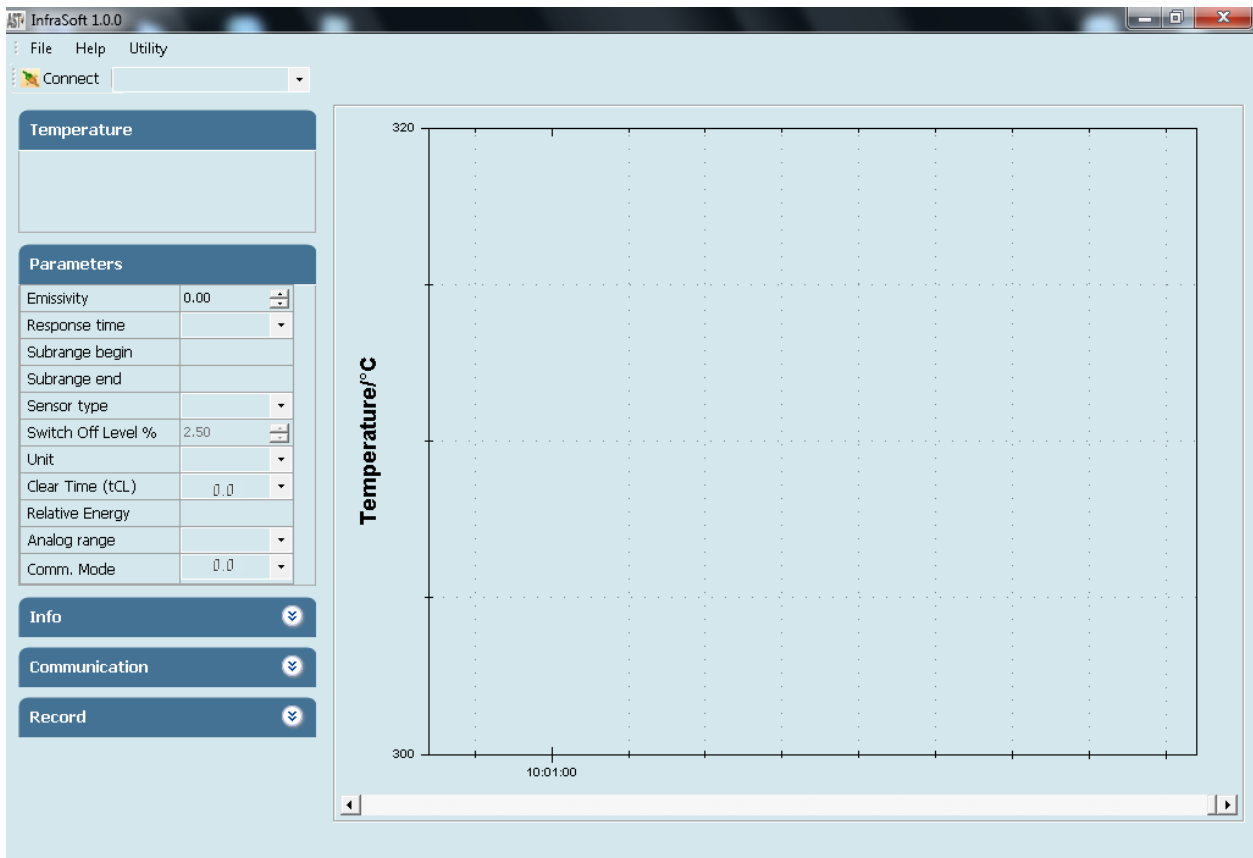 AST InfraSoft 1.0.0
File Help Utility
Connect
Temperature
Parameters
Emissivity 0.00
Response time
Subrange begin
Subrange end
Sensor type
Switch Off Level % 2.50
Unit
Clear Time (tCL) 0.0
Relative Energy
Analog range
Comm. Mode 0.0
Info
Communication
Record
320
Temperature/°C
300
10:01:00